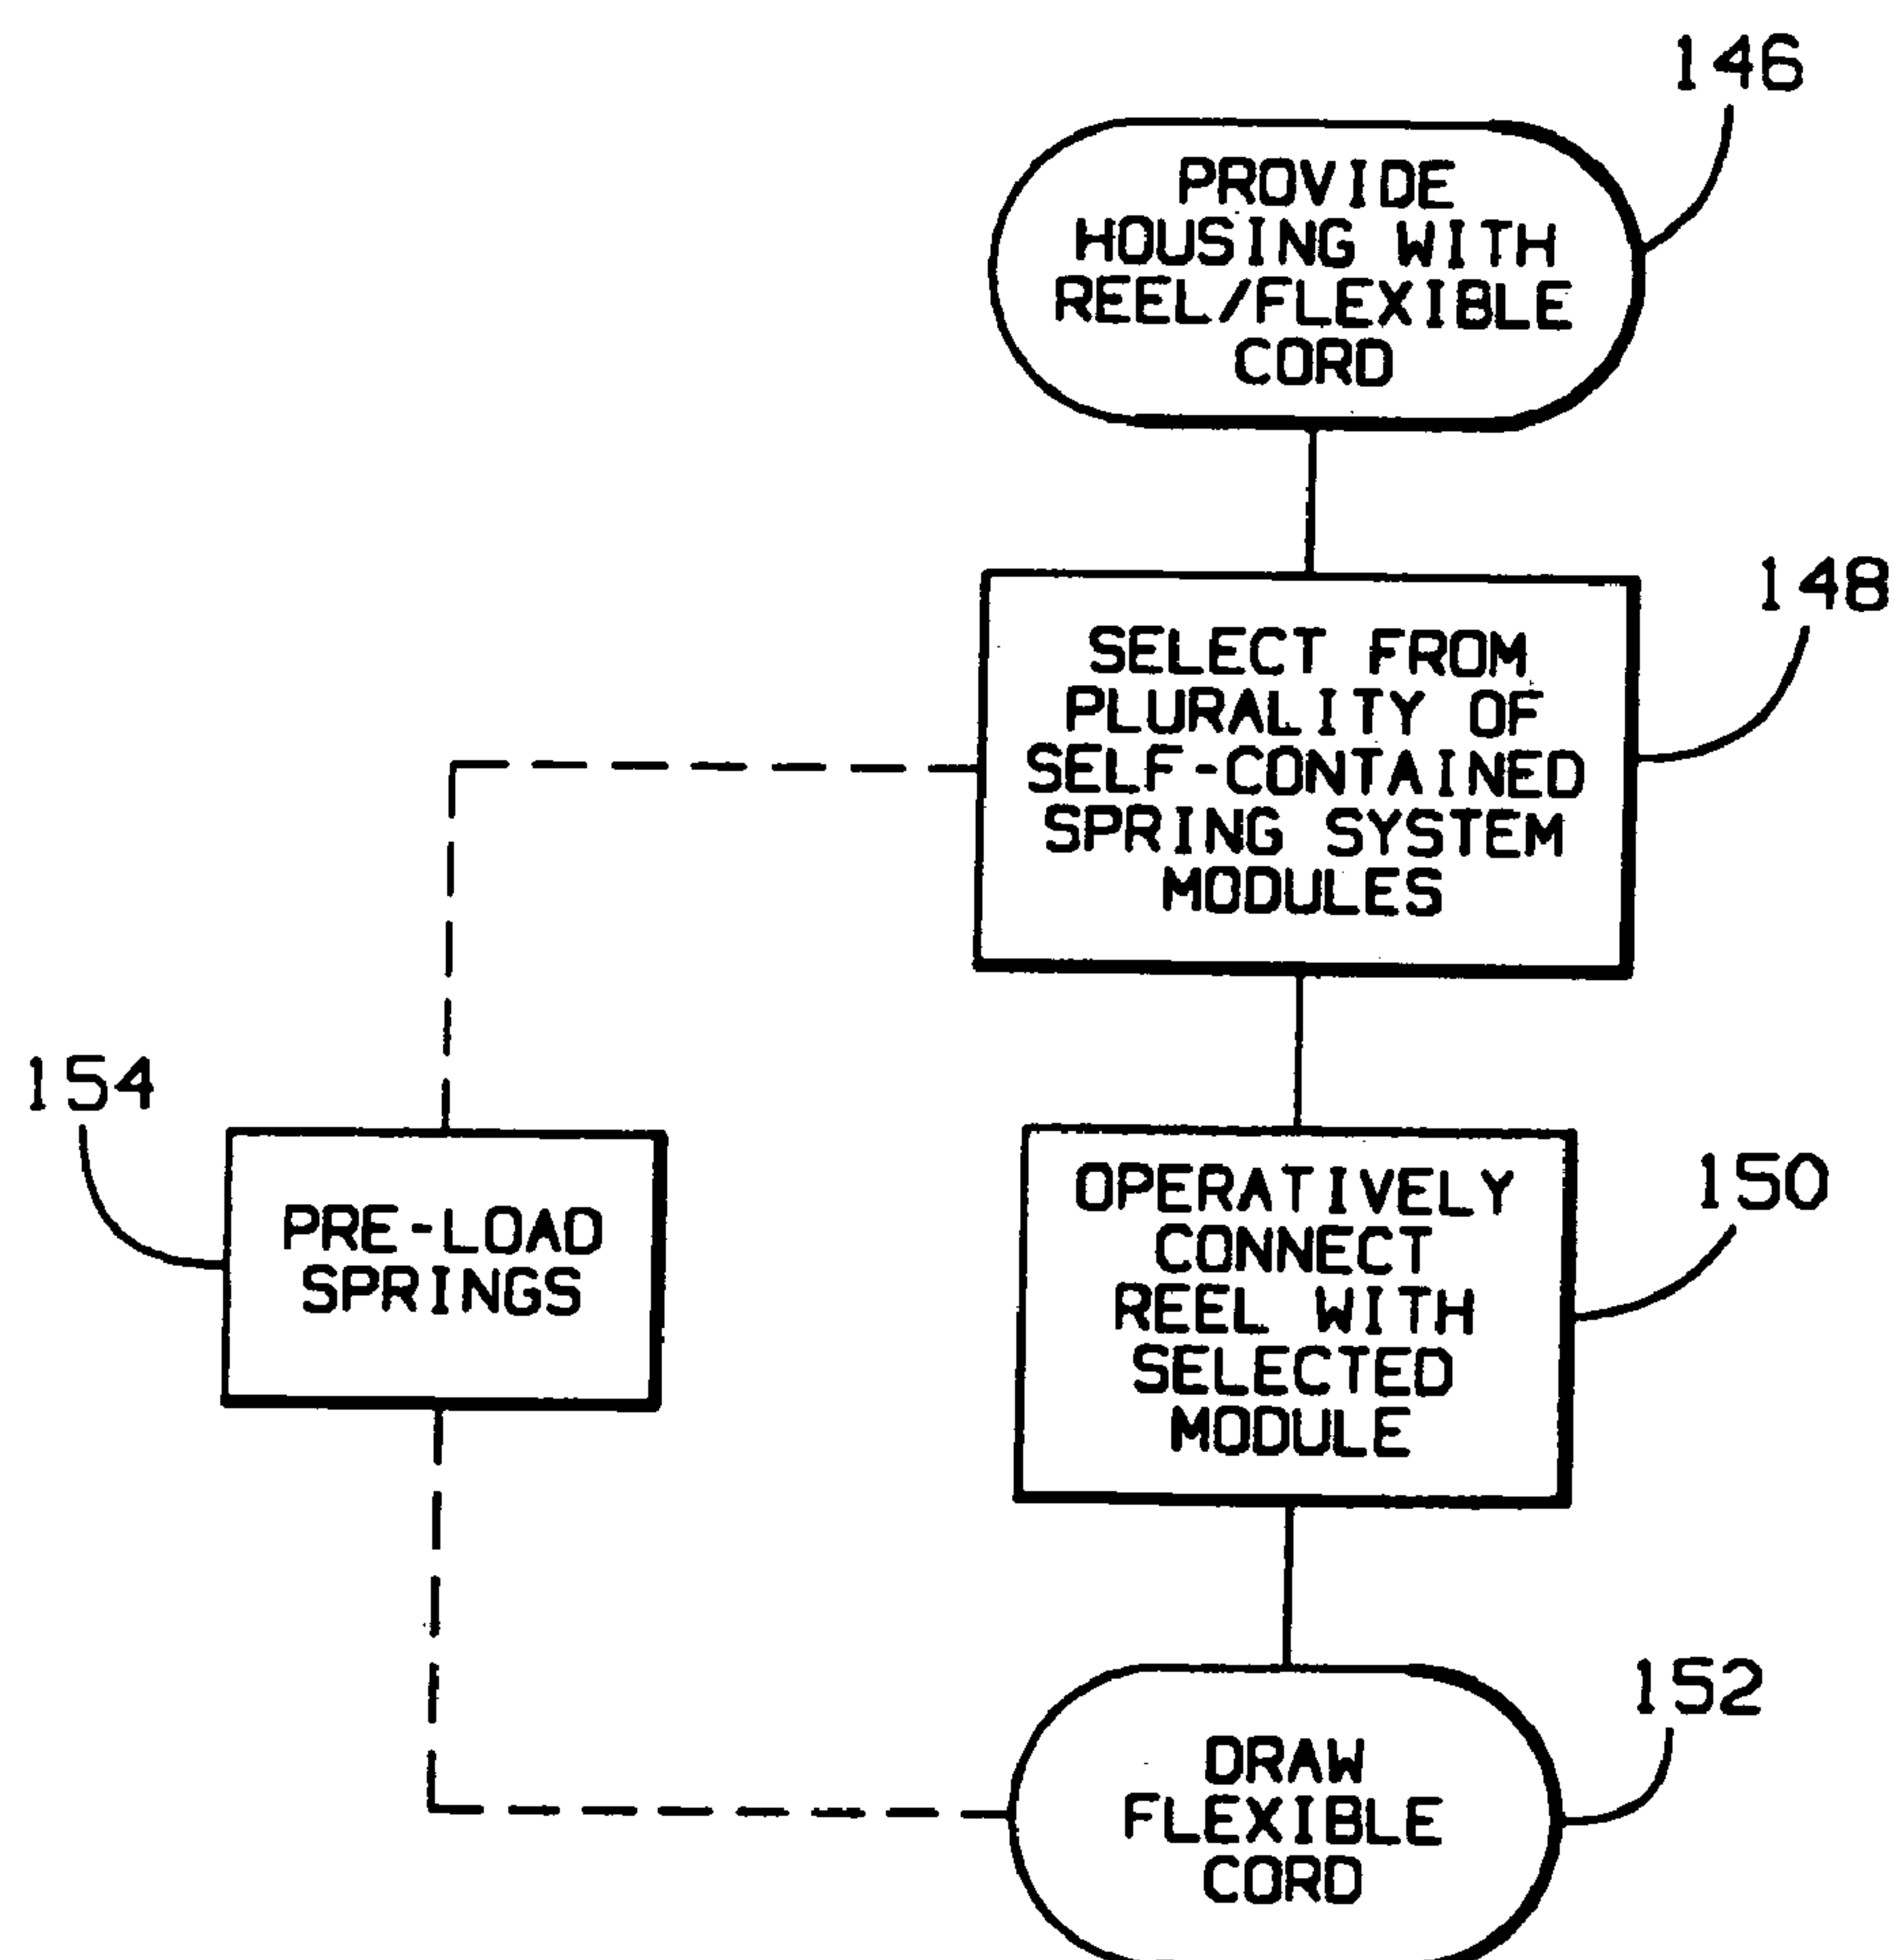 146
PROVIDE
HOUSING WITH
REEL/FLEXIBLE
CORD
148
SELECT FROM
PLURALITY OF
SELF-CONTAINED
SPRING SYSTEM
MODULES
154
PRE-LOAD
SPRINGS
150
OPERATIVELY
CONNECT
REEL WITH
SELECTED
MODULE
152
DRAW
FLEXIBLE
CORD